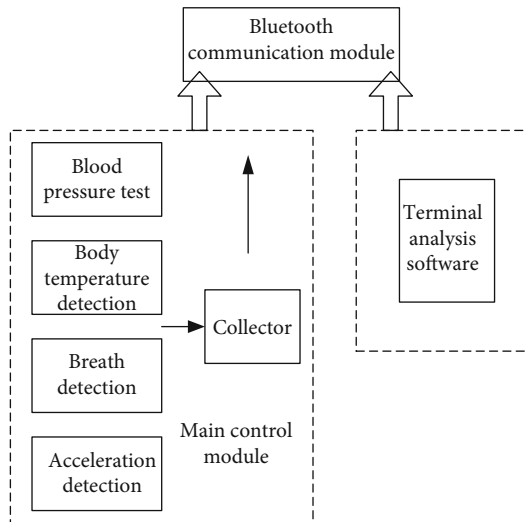 Bluetooth
communication module
Blood
pressure test
Body
temperature
detection
Breath
detection
Acceleration
detection
Collector
Main control
module
Terminal
analysis
software